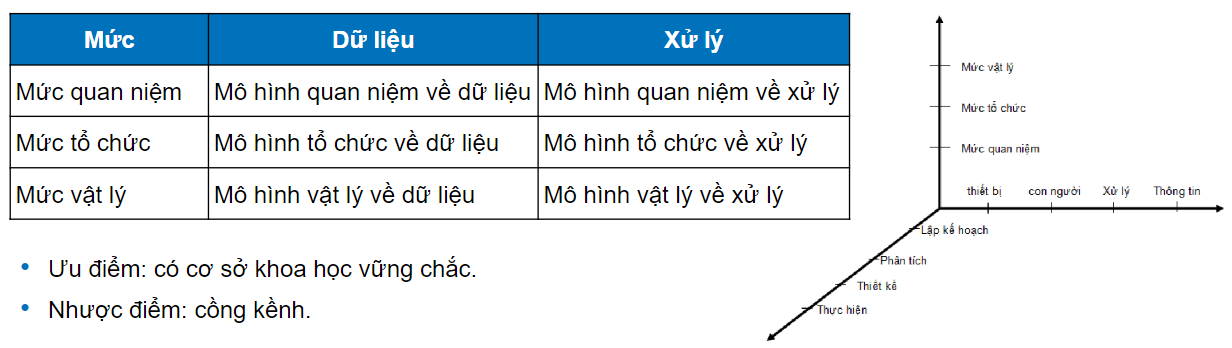 Mức Dữ liệu Xử lý
Mức quan niệm Mô hình quan niệm về dữ liệu Mô hình quan niệm về xử lý
Mức tổ chức Mô hình tổ chức về dữ liệu Mô hình tổ chức về xử lý
Mức vật lý Mô hình vật lý về dữ liệu Mô hình vật lý về xử lý
• Ưu điểm: có cơ sở khoa học vững chắc.
• Nhược điểm: cồng kềnh.
Mức vật lý
Mức tổ chức
Mức quan niệm
thiết bị con người Xử lý Thông tin
Lập kế hoạch
Phân tích
Thiết kế
Thực hiện